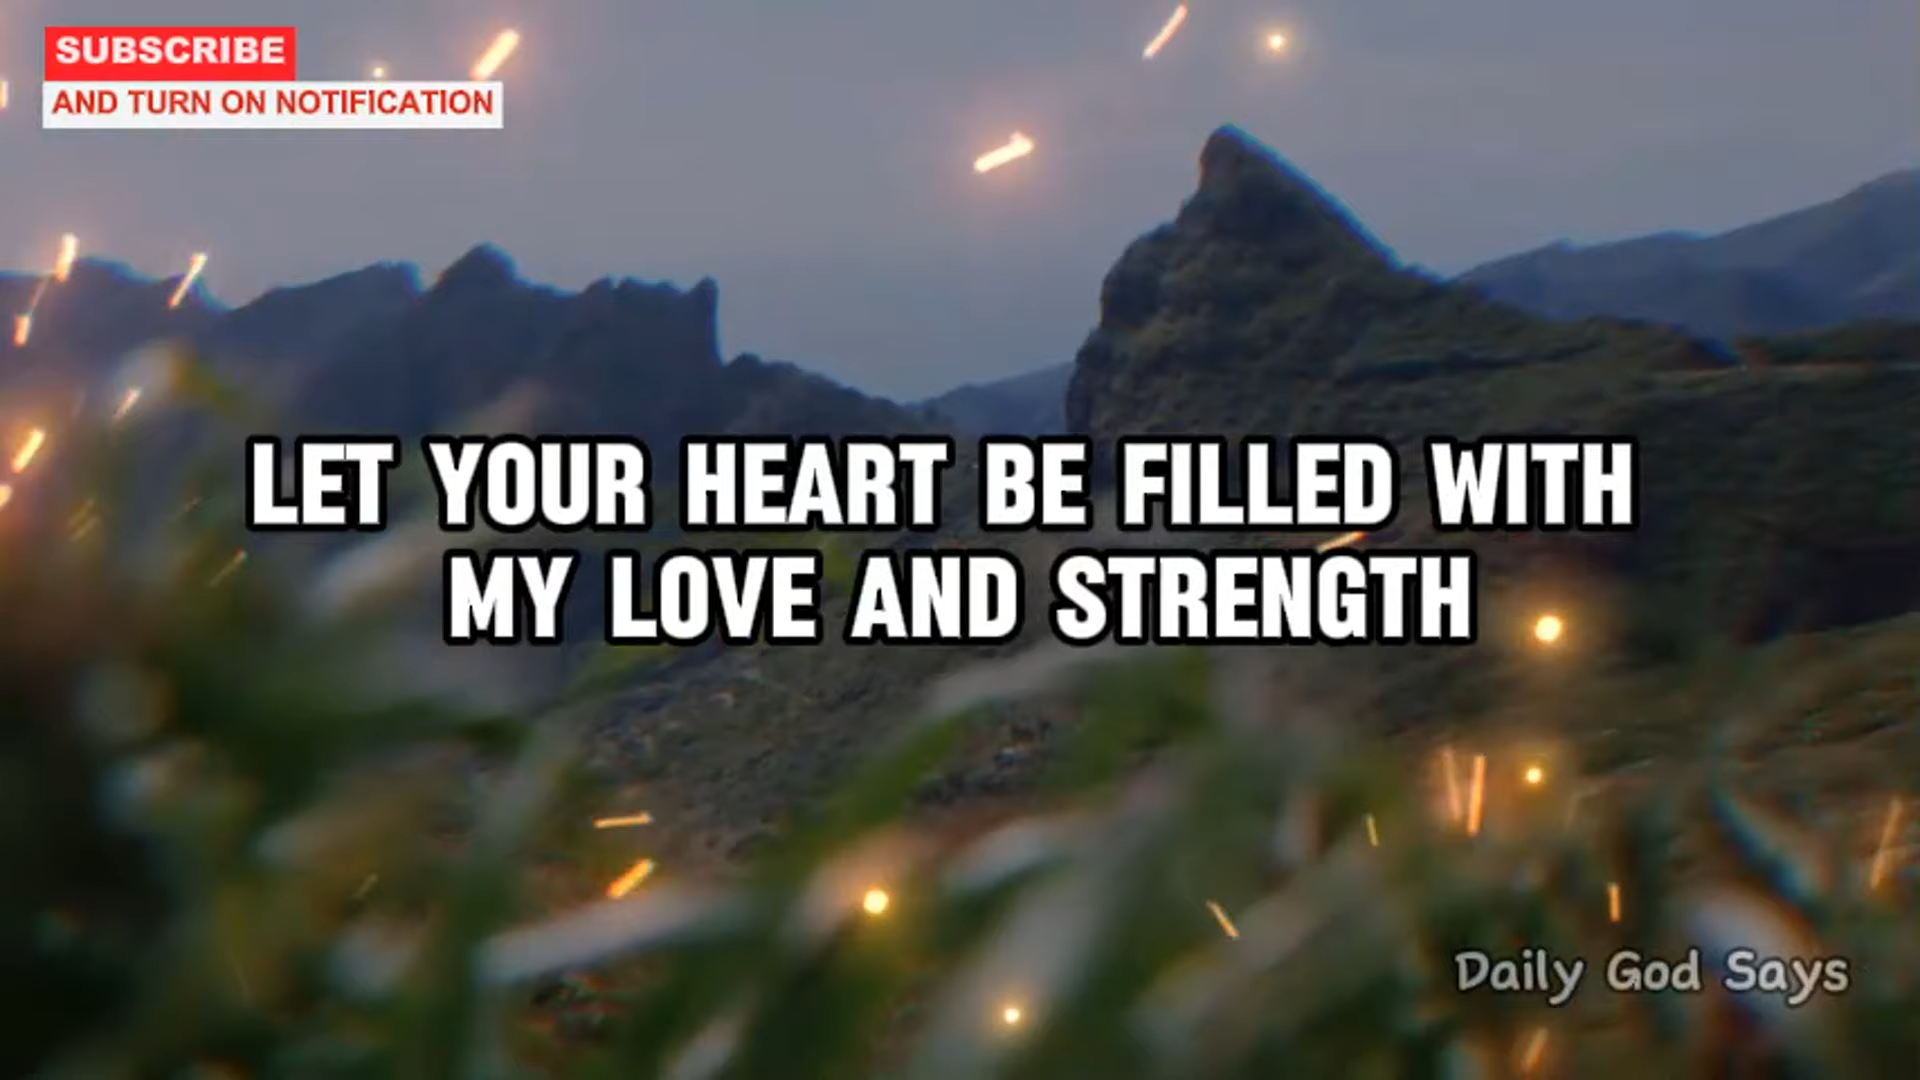 SUBSCRIBE
AND TURN ON NOTIFICATION
LET YOUR HEART BE FILLED WITH
MY LOVE AND STRENGTH
Daily God Says